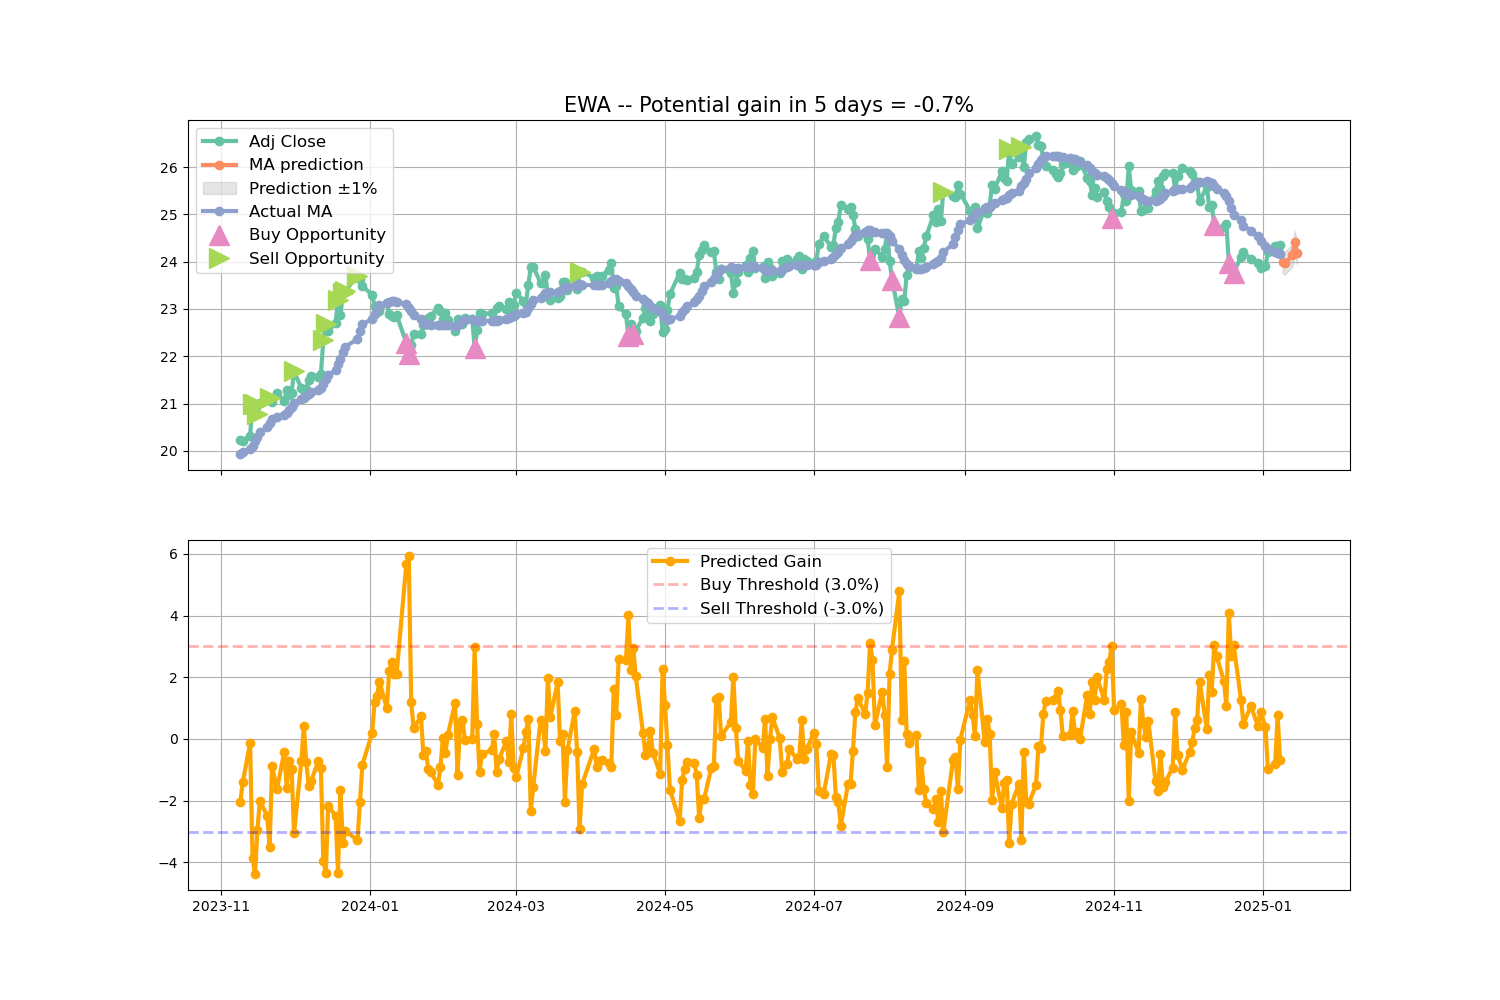 EWA -- Potential gain in 5 days = -0.7%
Adj Close
MA prediction
Prediction ±1%
Actual MA
Buy Opportunity
Sell Opportunity
26
25
24
23
22
21
20
Predicted Gain
Buy Threshold (3.0%)
Sell Threshold (-3.0%)
6
4
2
0
−2
−4
2023-11 2024-01 2024-03 2024-05 2024-07 2024-09 2024-11 2025-01